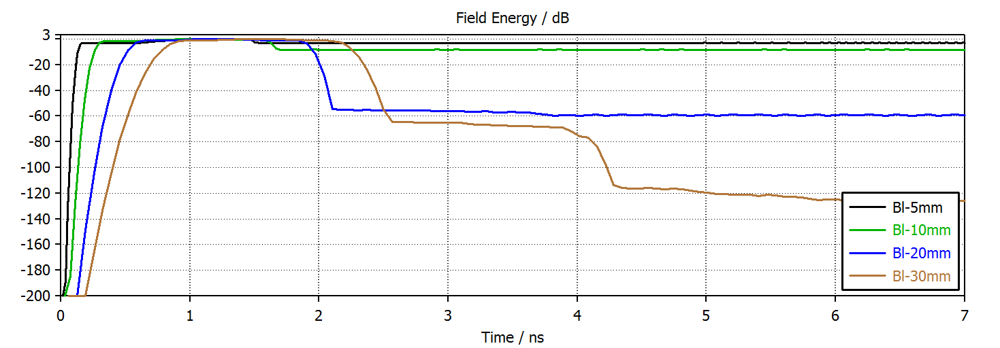 Field Energy / dB
3
-20
-40
-60
-80
-100
-120
-140
-160
-180
-200
0 1 2 3 4 5 6 7
Time / ns
Bl-5mm
Bl-10mm
Bl-20mm
Bl-30mm